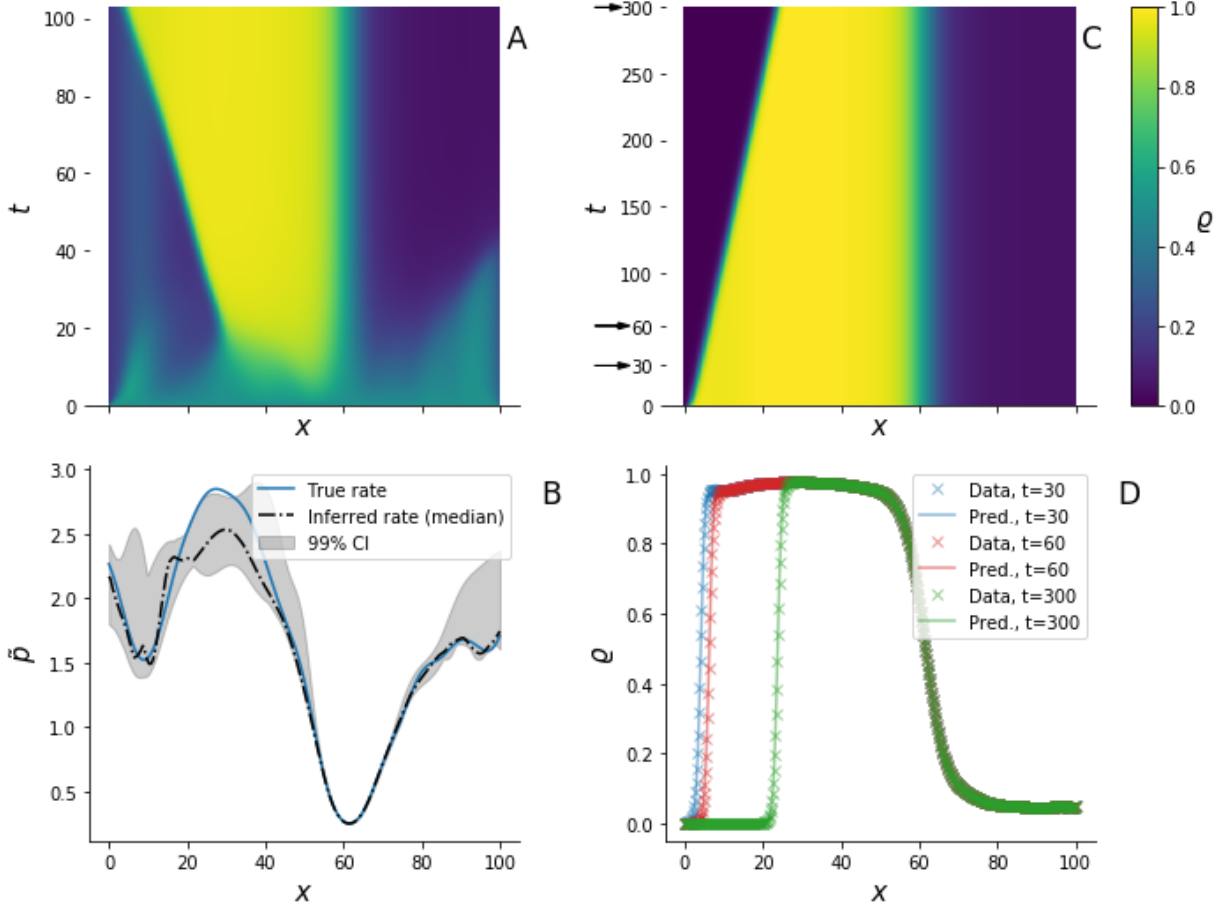 A
100
80
60
40
20
0
t
x
C
300
250
200
150
100
60
30
0
t
x
1.0
0.8
0.6
0.4
0.2
0.0
ϱ
B
3.0
2.5
2.0
1.5
1.0
0.5
p̃
True rate
Inferred rate (median)
99% CI
0 20 40 60 80 100
x
D
1.0
0.8
0.6
0.4
0.2
0.0
ϱ
Data, t=30
Pred., t=30
Data, t=60
Pred., t=60
Data, t=300
Pred., t=300
0 20 40 60 80 100
x